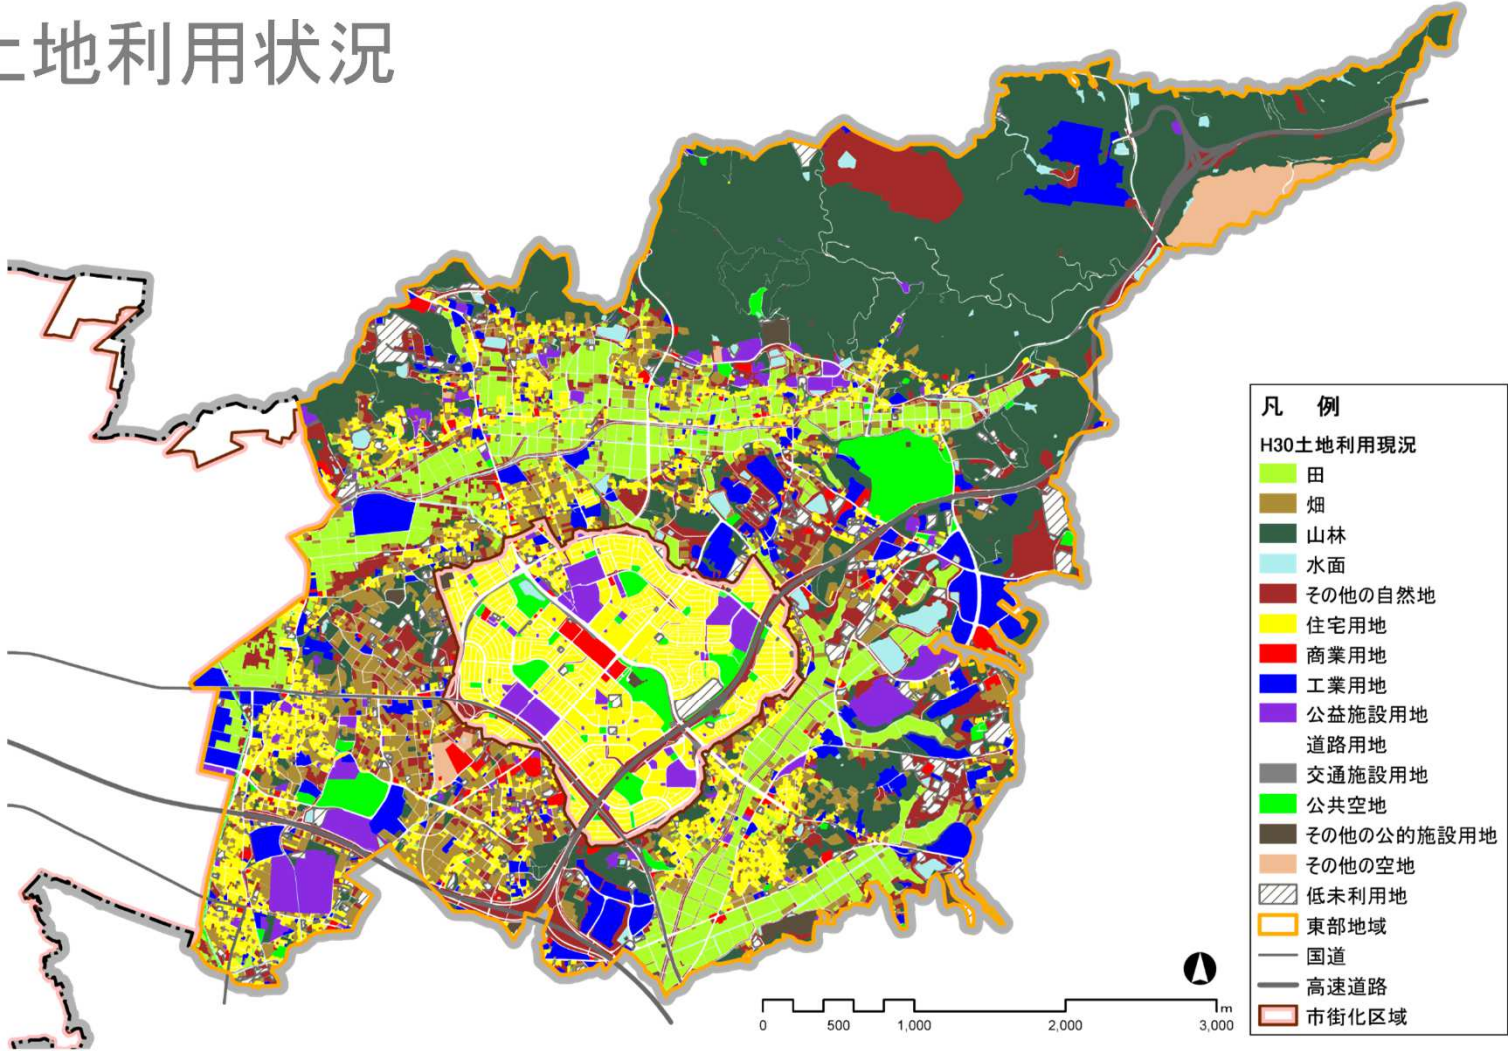 土地利用状況
凡 例
H30土地利用現況
田
畑
山林
水面
その他の自然地
住宅用地
商業用地
工業用地
公益施設用地
道路用地
交通施設用地
公共空地
その他の公的施設用地
その他の空地
低未利用地
東部地域
国道
高速道路
市街化区域
0 500 1,000 2,000 3,000 m